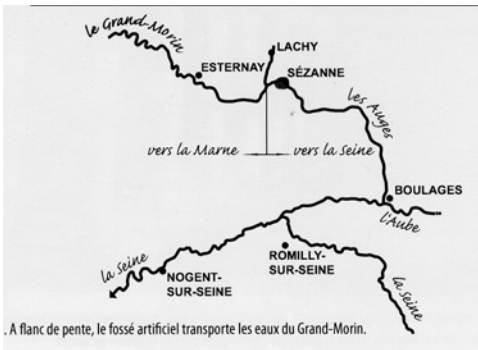 le Grand-Morin
LACHY
ESTERNAY
SÉZANNE
les Auges
vers la Marne
vers la Seine
BOULAGES
l'Aube
la seine
NOGENT-
SUR-SEINE
ROMILLY-
SUR-SEINE
la seine
. A flanc de pente, le fossé artificiel transporte les eaux du Grand-Morin.